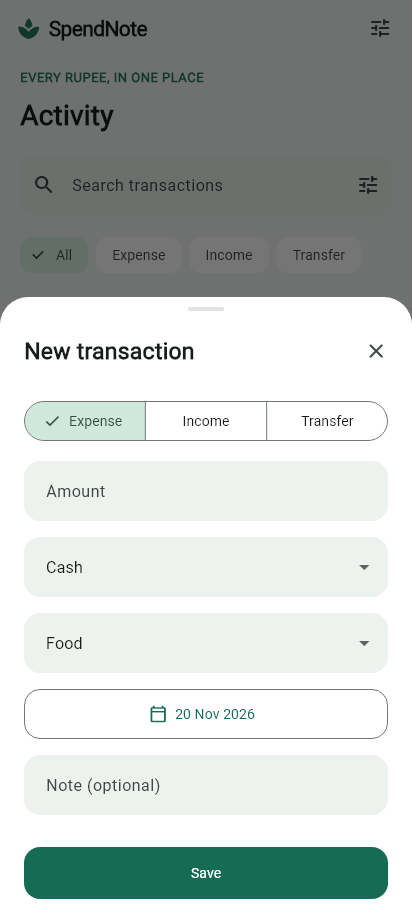 SpendNote
EVERY RUPEE, IN ONE PLACE
Activity
Search transactions
All Expense Income Transfer
New transaction
Expense Income Transfer
Amount
Cash
Food
20 Nov 2026
Note (optional)
Save